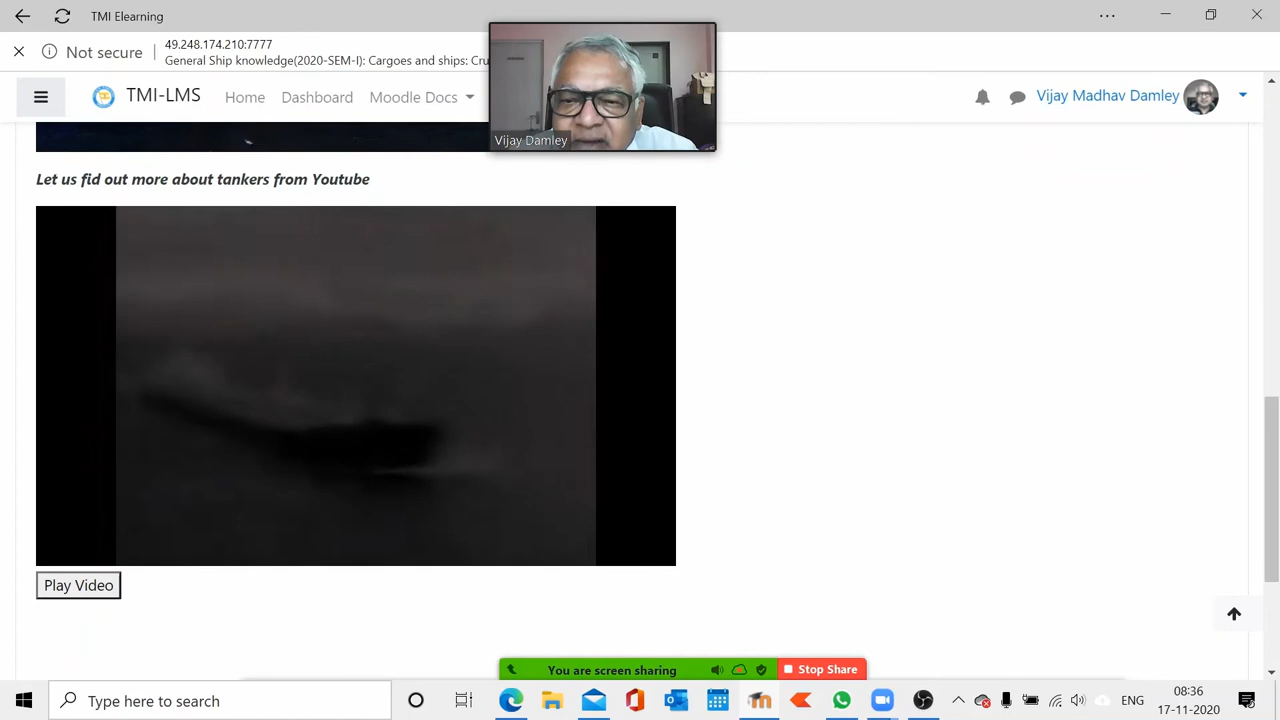 TMI Elearning
Not secure
49.248.174.210:7777
General Ship knowledge(2020-SEM-I): Cargoes and ships: Cru
TMI-LMS
Home
Dashboard
Moodle Docs
Vijay Madhav Damley
Vijay Damley
Let us fid out more about tankers from Youtube
Play Video
You are screen sharing
Stop Share
Type here to search
ENG
08:36
17-11-2020